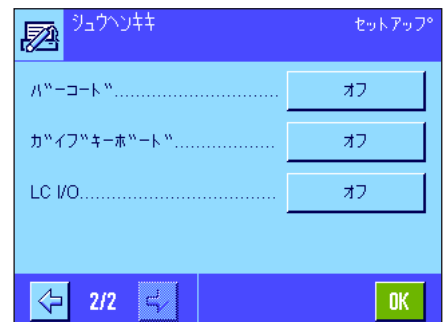 シュウヘンキキ セットアップ
バーコード............................ オフ
ガイブキーボード................... オフ
LC I/O.................................. オフ
2/2 OK